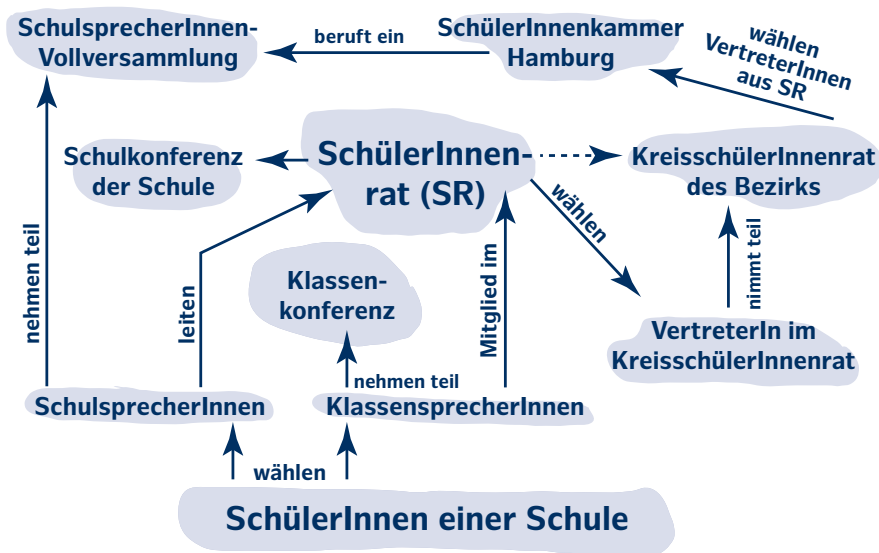 SchulsprecherInnen-
Vollversammlung
beruft ein
SchülerInnenkammer
Hamburg
wählen
VertreterInnen
aus SR
Schulkonferenz
der Schule
SchülerInnen-
rat (SR)
KreisschülerInnenrat
des Bezirks
wählen
nehmen teil
leiten
Klassen-
konferenz
Mitglied im
nimmt teil
VertreterIn im
KreisschülerInnenrat
nehmen teil
SchulsprecherInnen
KlassensprecherInnen
wählen
SchülerInnen einer Schule